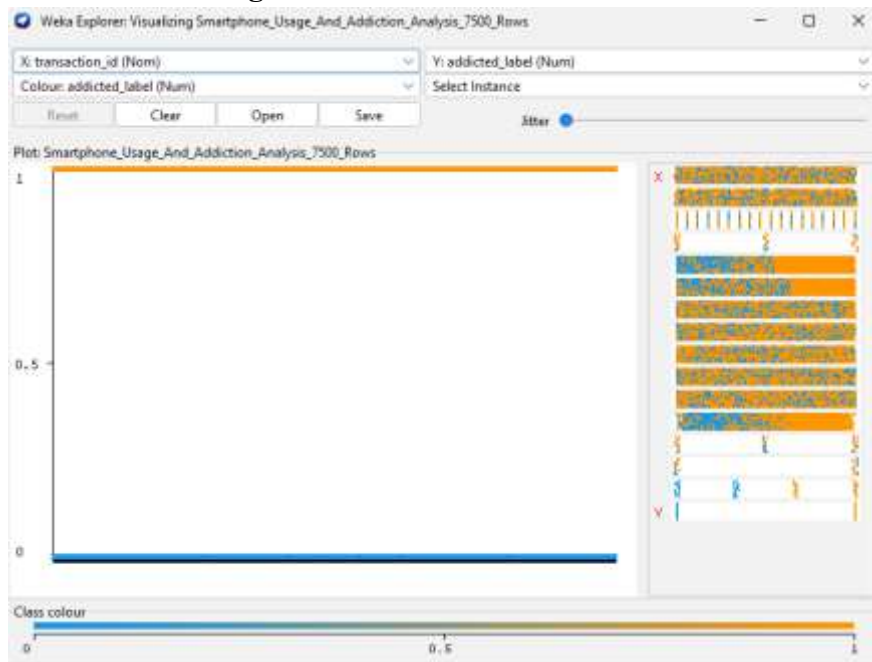 Weka Explorer: Visualizing Smartphone_Usage_And_Addiction_Analysis_7500_Rows
X: transaction_id (Nom)
Y: addicted_label (Num)
Colour: addicted_label (Num)
Select Instance
Reset
Clear
Open
Save
Jitter
Plot: Smartphone_Usage_And_Addiction_Analysis_7500_Rows
1
X
0.5
Y
0
Class colour
0
0.5
1